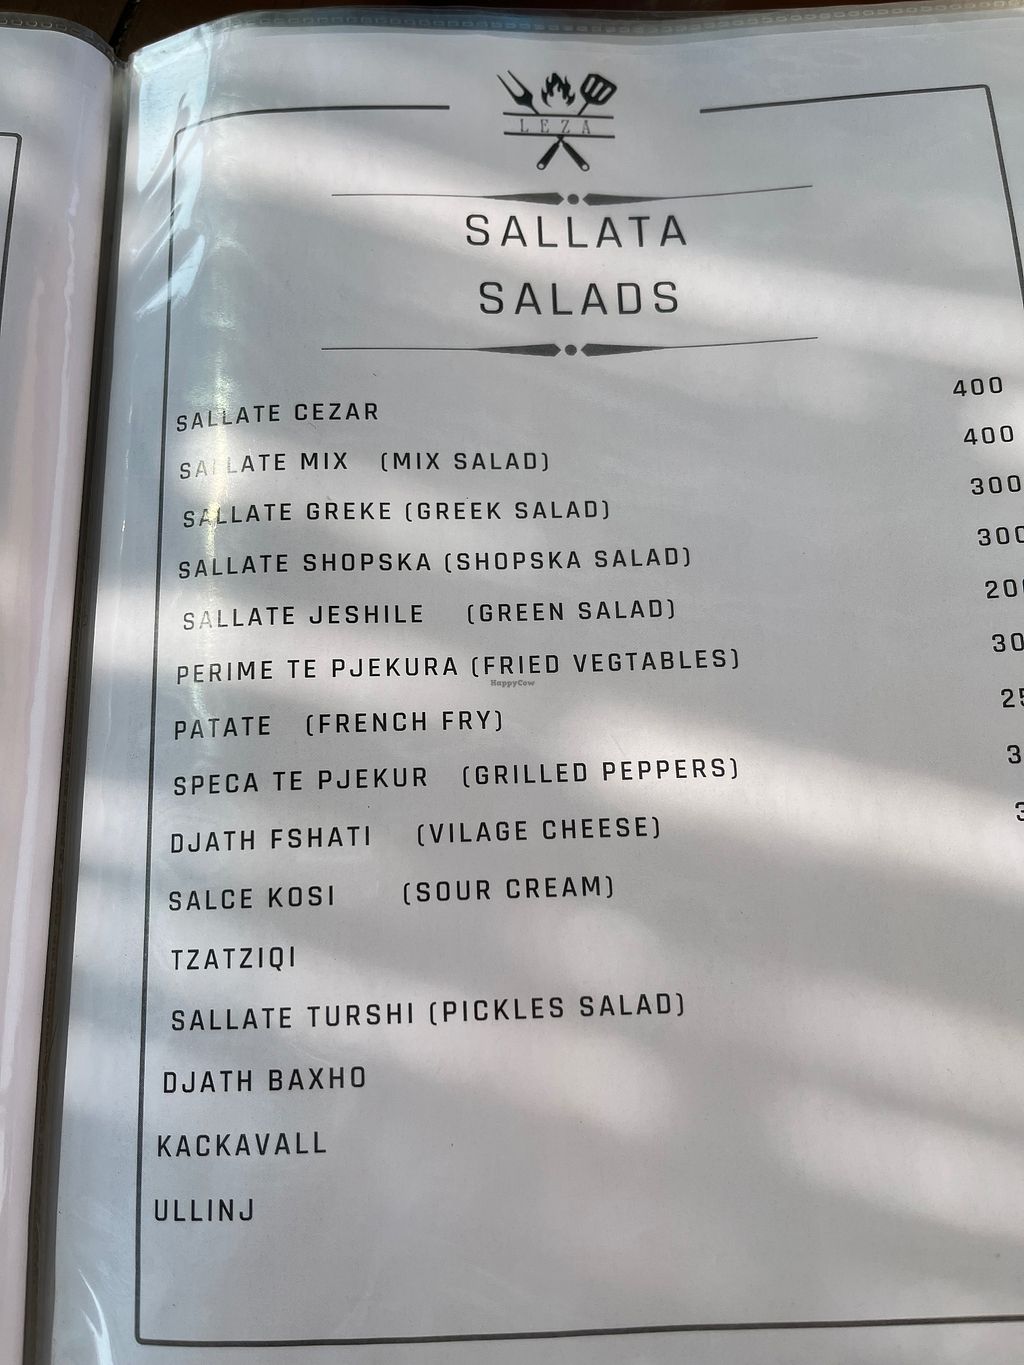 LEZA
SALLATA
SALADS
SALLATE CEZAR 400
SALLATE MIX (MIX SALAD) 400
SALLATE GREKE (GREEK SALAD) 300
SALLATE SHOPSKA (SHOPSKA SALAD) 300
SALLATE JESHILE (GREEN SALAD)
PERIME TE PJEKURA (FRIED VEGTABLES)
HappyCow
PATATE (FRENCH FRY)
SPECA TE PJEKUR (GRILLED PEPPERS)
DJATH FSHATI (VILAGE CHEESE)
SALCE KOSI (SOUR CREAM)
TZATZIQI
SALLATE TURSHI (PICKLES SALAD)
DJATH BAXHO
KACKAVALL
ULLINJ